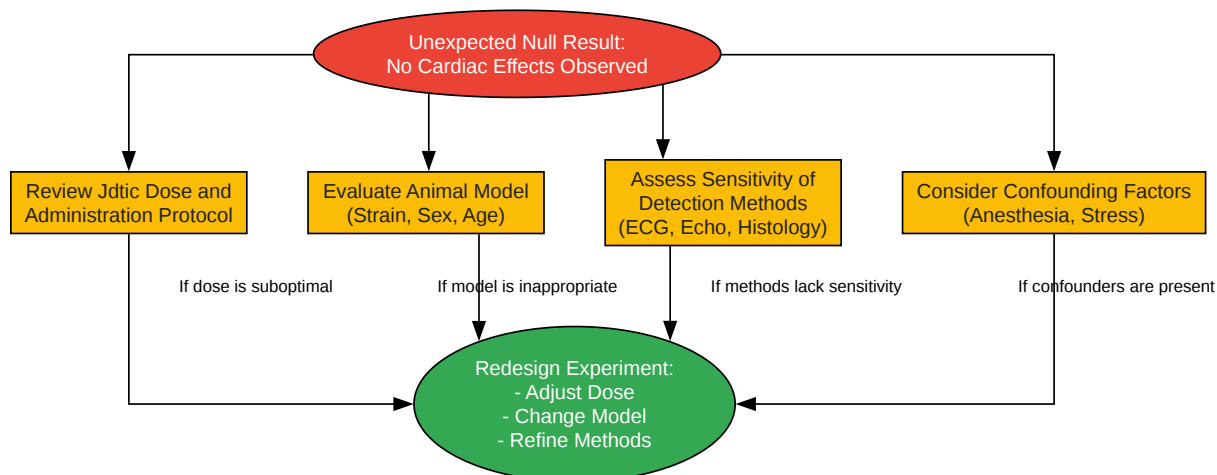 Unexpected Null Result:
No Cardiac Effects Observed
Review Jdtic Dose and
Administration Protocol
Evaluate Animal Model
(Strain, Sex, Age)
Assess Sensitivity of
Detection Methods
(ECG, Echo, Histology)
Consider Confounding Factors
(Anesthesia, Stress)
If dose is suboptimal
If model is inappropriate
If methods lack sensitivity
If confounders are present
Redesign Experiment:
- Adjust Dose
- Change Model
- Refine Methods